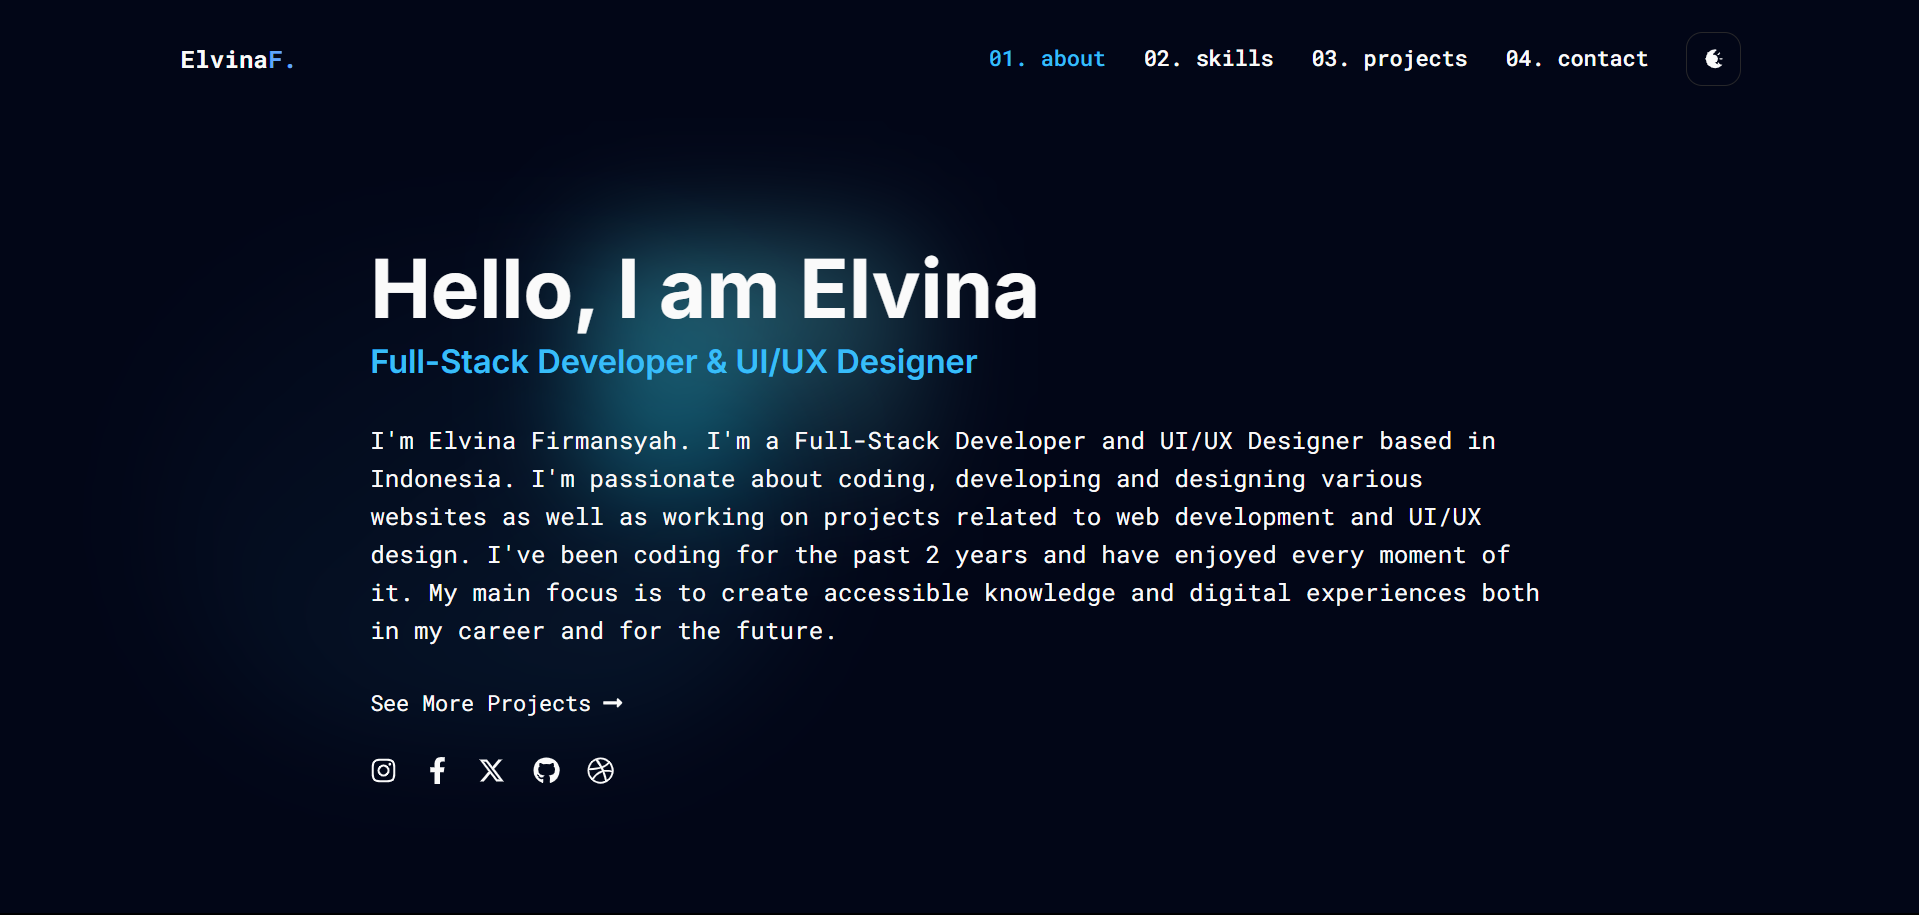 ElvinaF.
01. about 02. skills 03. projects 04. contact
Hello, I am Elvina
Full-Stack Developer & UI/UX Designer
I'm Elvina Firmansyah. I'm a Full-Stack Developer and UI/UX Designer based in
Indonesia. I'm passionate about coding, developing and designing various
websites as well as working on projects related to web development and UI/UX
design. I've been coding for the past 2 years and have enjoyed every moment of
it. My main focus is to create accessible knowledge and digital experiences both
in my career and for the future.
See More Projects